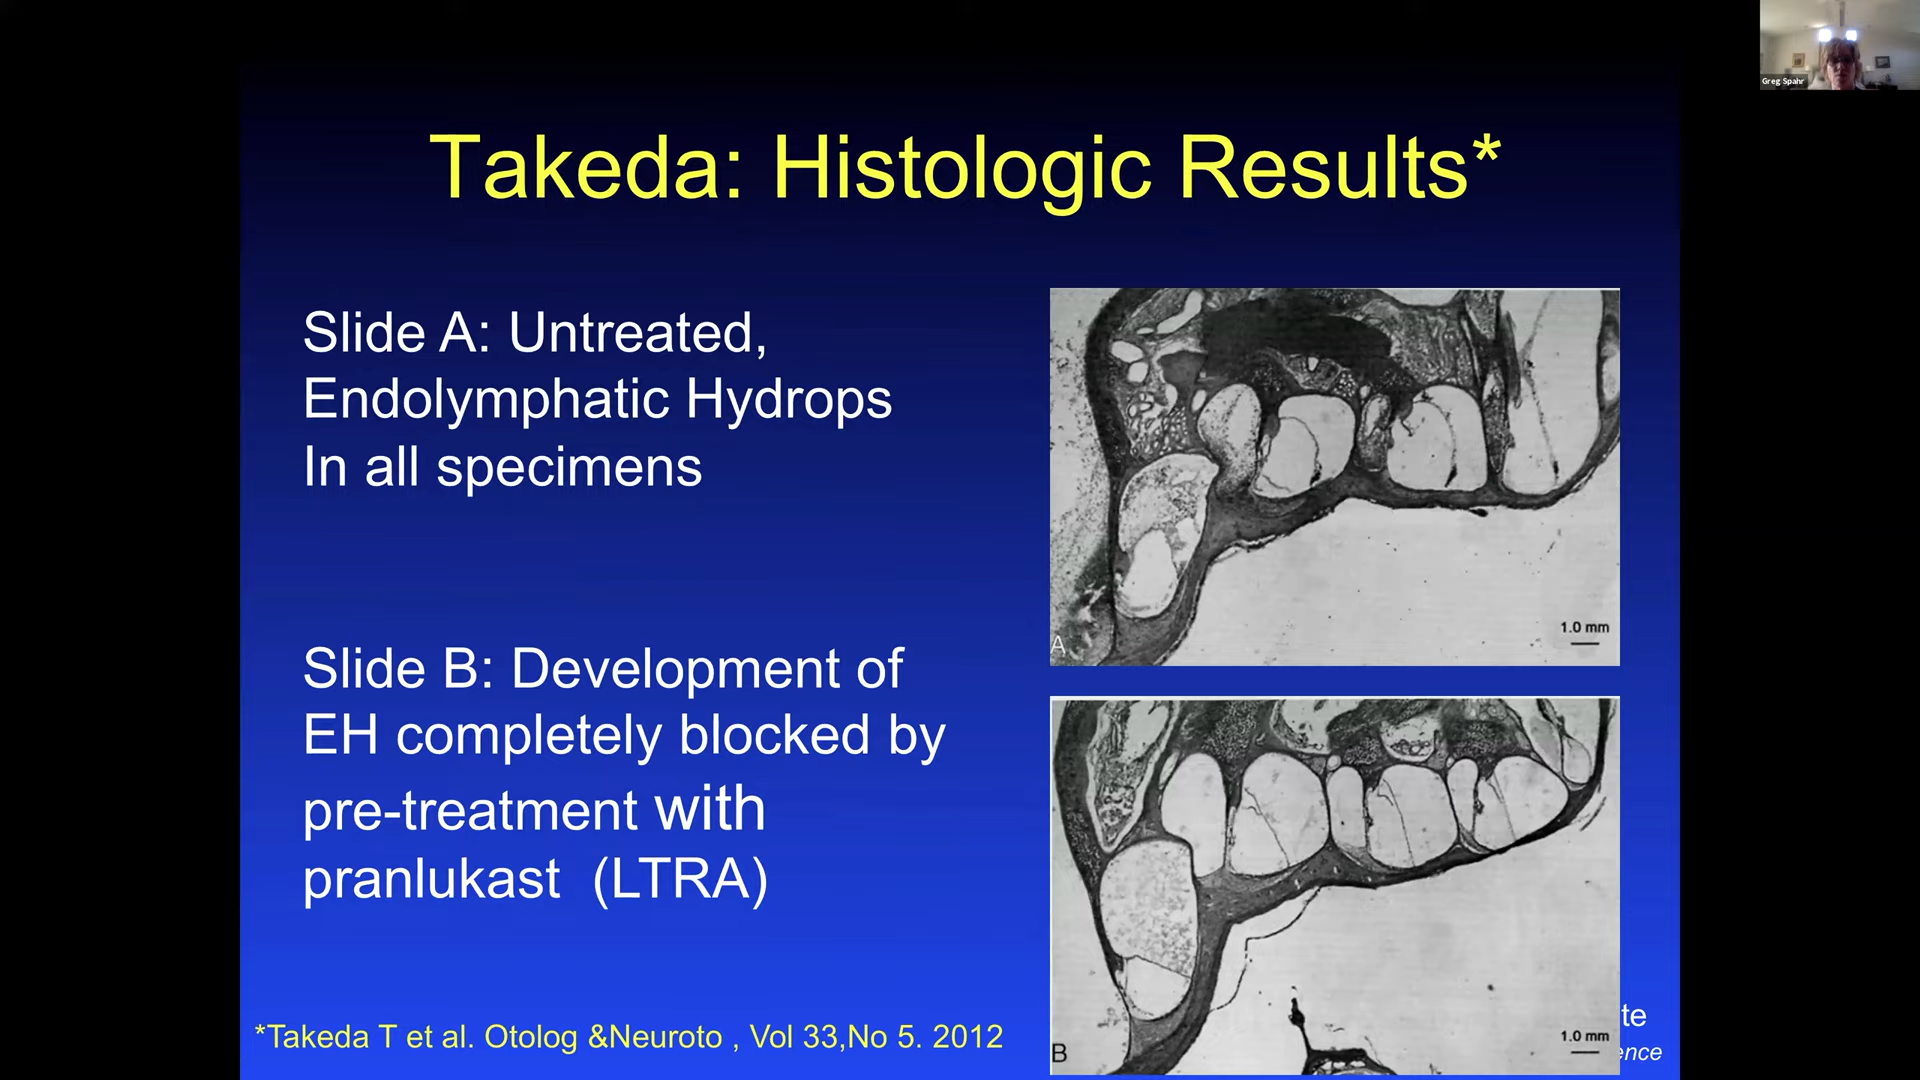 Greg Spahr
Takeda: Histologic Results*
Slide A: Untreated,
Endolymphatic Hydrops
In all specimens
1.0 mm
A
Slide B: Development of
EH completely blocked by
pre-treatment with
pranlukast (LTRA)
*Takeda T et al. Otolog &Neuroto , Vol 33,No 5. 2012
1.0 mm
B
te
ence